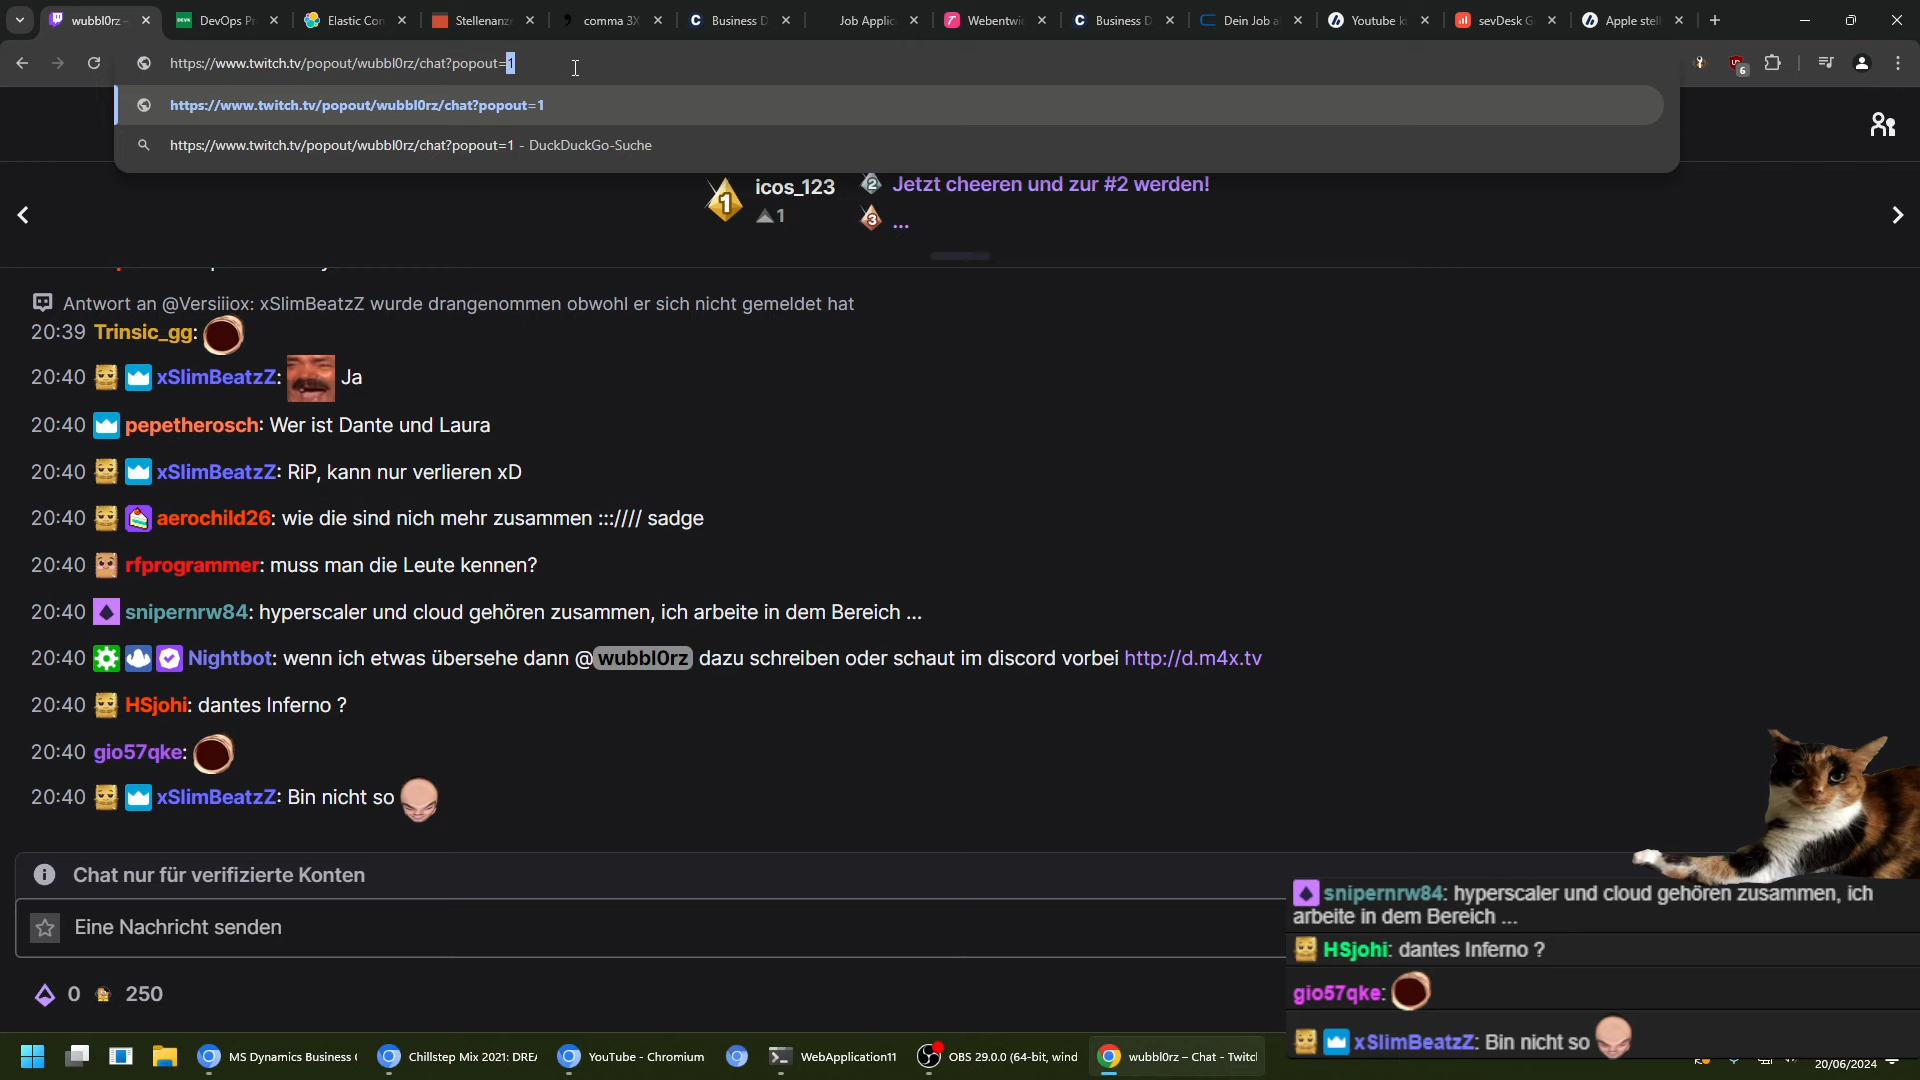 wubbl0rz –
DevOps Pr
Elastic Con
Stellenanz
comma 3X
Business D
Job Applic
Webentwi
Business D
Dein Job a
Youtube k
sevDesk G
Apple stell
https://www.twitch.tv/popout/wubbl0rz/chat?popout=1
6
https://www.twitch.tv/popout/wubbl0rz/chat?popout=1
https://www.twitch.tv/popout/wubbl0rz/chat?popout=1 - DuckDuckGo-Suche
1 icos_123
1
2 Jetzt cheeren und zur #2 werden!
3 ...
Antwort an @Versiiiox: xSlimBeatzZ wurde drangenommen obwohl er sich nicht gemeldet hat
20:39 Trinsic_gg:
20:40 xSlimBeatzZ: Ja
20:40 pepetherosch: Wer ist Dante und Laura
20:40 xSlimBeatzZ: RiP, kann nur verlieren xD
20:40 aerochild26: wie die sind nich mehr zusammen :::://// sadge
20:40 rfprogrammer: muss man die Leute kennen?
20:40 snipernrw84: hyperscaler und cloud gehören zusammen, ich arbeite in dem Bereich ...
20:40 Nightbot: wenn ich etwas übersehe dann @wubbl0rz dazu schreiben oder schaut im discord vorbei http://d.m4x.tv
20:40 HSjohi: dantes Inferno ?
20:40 gio57qke:
20:40 xSlimBeatzZ: Bin nicht so
Chat nur für verifizierte Konten
Eine Nachricht senden
0 250
snipernrw84: hyperscaler und cloud gehören zusammen, ich
arbeite in dem Bereich ...
HSjohi: dantes Inferno ?
gio57qke:
xSlimBeatzZ: Bin nicht so
MS Dynamics Business (
Chillstep Mix 2021: DREA
YouTube - Chromium
WebApplication11
OBS 29.0.0 (64-bit, wind
wubbl0rz – Chat - Twitch
20/06/2024